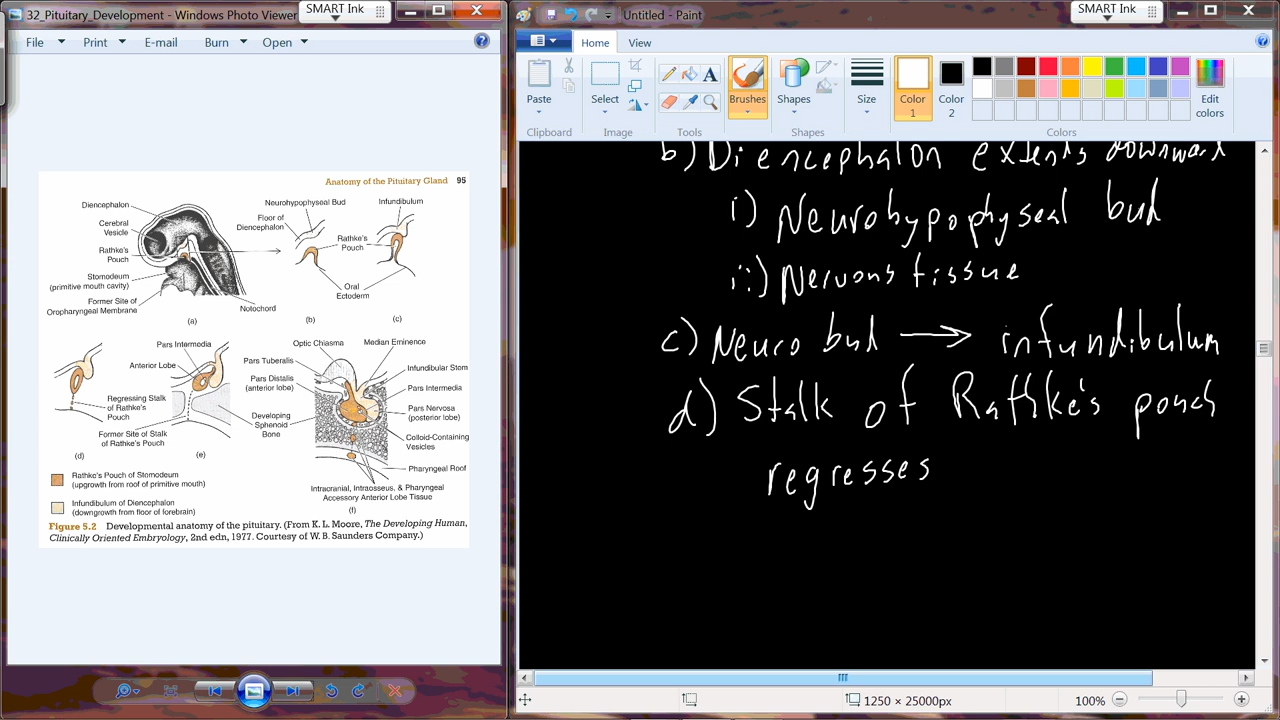 32_Pituitary_Development - Windows Photo Viewer
SMART Ink
File Print E-mail Burn Open
Anatomy of the Pituitary Gland 95
Diencephalon
Cerebral
Vesicle
Rathke's
Pouch
Stomodeum
(primitive mouth cavity)
Former Site of
Oropharyngeal Membrane
Notochord
(a)
Neurohypophyseal Bud
Floor of
Diencephalon
Rathke's
Pouch
Oral
Ectoderm
(b)
Infundibulum
(c)
Regressing Stalk
of Rathke's
Pouch
(d)
Pars Intermedia
Anterior Lobe
Former Site of Stalk
of Rathke's Pouch
Developing
Sphenoid
Bone
(e)
Optic Chiasma
Median Eminence
Pars Tuberalis
Pars Distalis
(anterior lobe)
Infundibular Stem
Pars Intermedia
Pars Nervosa
(posterior lobe)
Colloid-Containing
Vesicles
Pharyngeal Roof
Intracranial, Intraosseus, & Pharyngeal
Accessory Anterior Lobe Tissue
(f)
Rathke's Pouch of Stomodeum
(upgrowth from roof of primitive mouth)
Infundibulum of Diencephalon
(downgrowth from floor of forebrain)
Figure 5.2 Developmental anatomy of the pituitary. (From K. L. Moore, The Developing Human,
Clinically Oriented Embryology, 2nd edn, 1977. Courtesy of W. B. Saunders Company.)
Untitled - Paint
SMART Ink
Home View
Paste Select Brushes Shapes Size Color 1 Color 2 Edit colors
Clipboard Image Tools Shapes Colors
b) Diencephalon extents downward
i) Neurohypophyseal bud
ii) Nervous tissue
c) Neuro bud → infundibulum
d) Stalk of Rathke's pouch
regresses
1250 × 25000px
100%